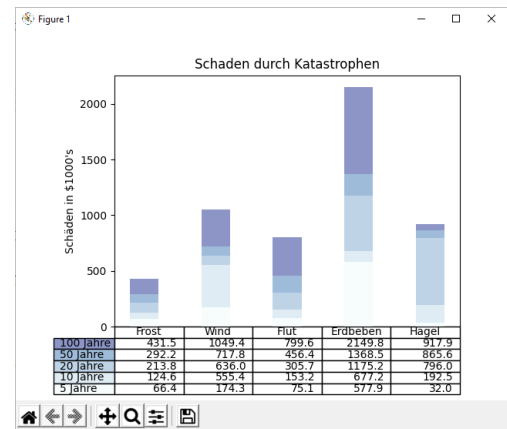 Figure 1
Schaden durch Katastrophen
Schäden in $1000's
2000
1500
1000
500
0
Frost Wind Flut Erdbeben Hagel
100 Jahre 431.5 1049.4 799.6 2149.8 917.9
50 Jahre 292.2 717.8 456.4 1368.5 865.6
20 Jahre 213.8 636.0 305.7 1175.2 796.0
10 Jahre 124.6 555.4 153.2 677.2 192.5
5 Jahre 66.4 174.3 75.1 577.9 32.0